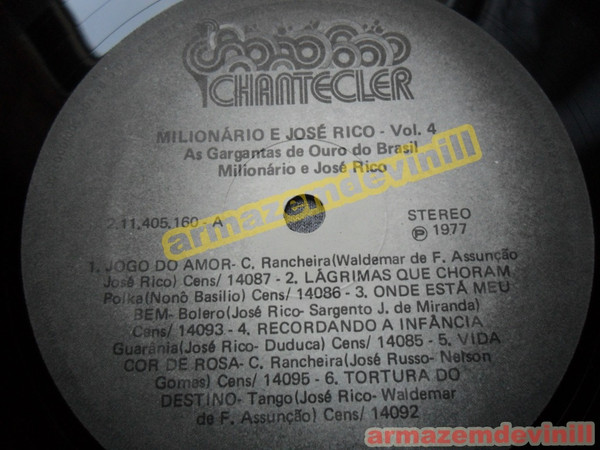 CHANTECLER
MILIONÁRIO E JOSÉ RICO - Vol. 4
As Gargantas de Ouro do Brasil
Milionário e José Rico
armazemdevinill
2.11.405.160 - A
STEREO
℗ 1977
1. JOGO DO AMOR- C. Rancheira(Waldemar de F. Assunção
José Rico) Cens/ 14087 - 2. LÁGRIMAS QUE CHORAM
Polka(Nonô Basílio) Cens/ 14086 - 3. ONDE ESTÁ MEU
BEM- Bolero(José Rico- Sargento J. de Miranda)
Cens/ 14093 - 4. RECORDANDO A INFÂNCIA
Guarânia(José Rico- Duduca) Cens/ 14085 - 5. VIDA
COR DE ROSA- C. Rancheira(José Russo- Nelson
Gomes) Cens/ 14095 - 6. TORTURA DO
DESTINO- Tango(José Rico- Waldemar
de F. Assunção) Cens/ 14092
armazemdevinill